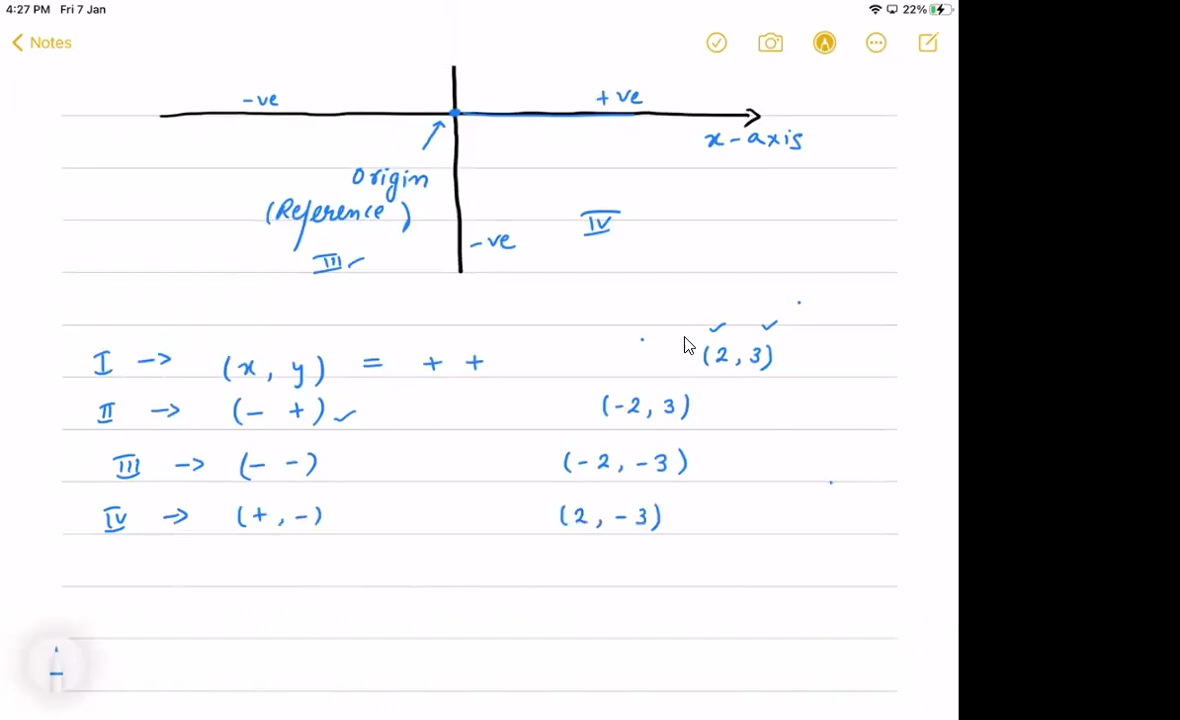 4:27 PM Fri 7 Jan 22%
Notes
-ve +ve
x-axis
Origin
(Reference)
IV
-ve
III
I -> (x, y) = + + (2, 3)
II -> (- +) (-2, 3)
III -> (- -) (-2, -3)
IV -> (+, -) (2, -3)